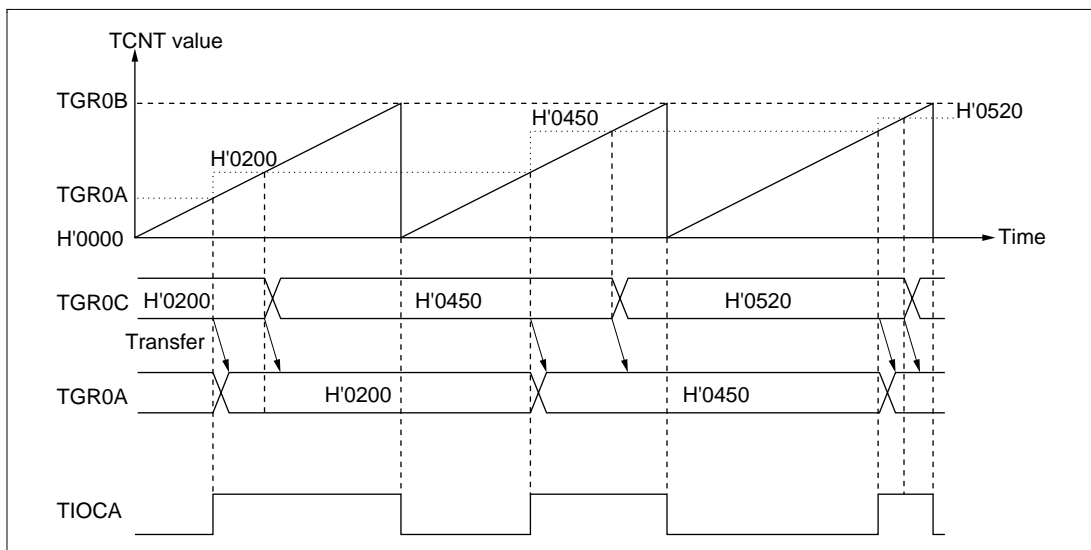 TCNT value
TGR0B
H'0520
H'0450
H'0200
TGR0A
H'0000
Time
TGR0C
H'0200
H'0450
H'0520
Transfer
TGR0A
H'0200
H'0450
TIOCA